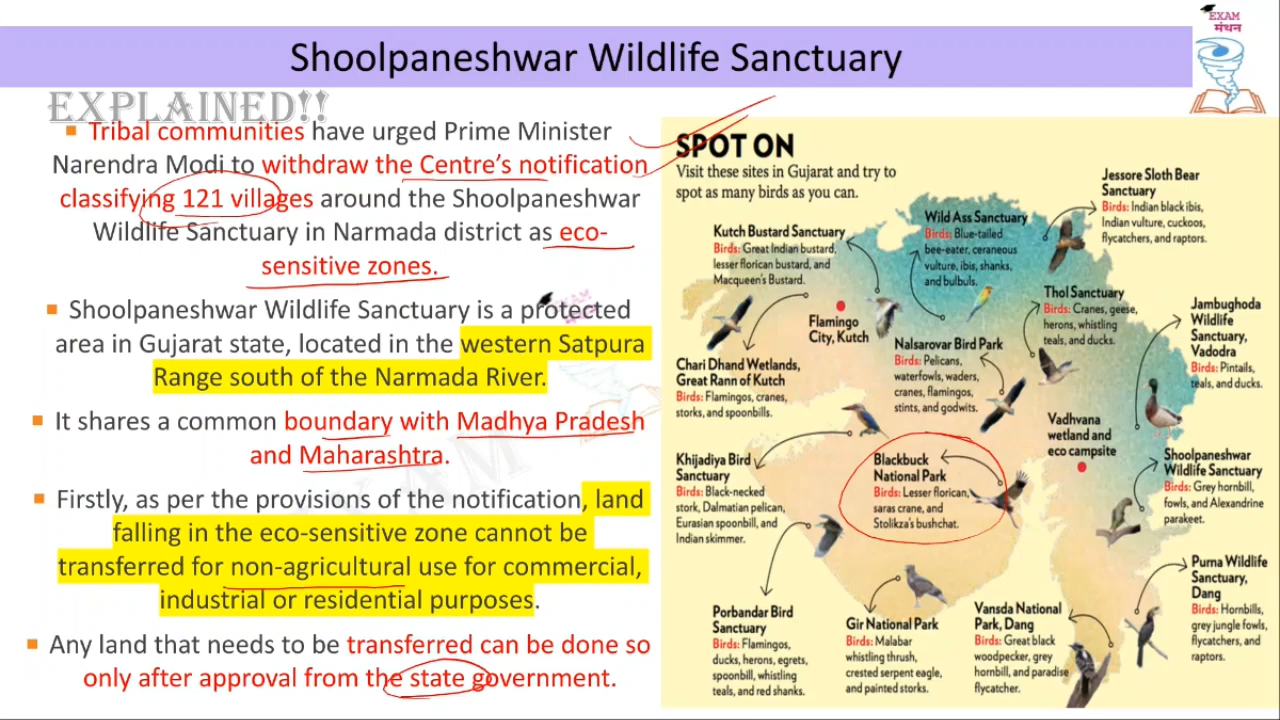 Shoolpaneshwar Wildlife Sanctuary
EXAM
मंथन
EXPLAINED!!
Tribal communities have urged Prime Minister
Narendra Modi to withdraw the Centre's notification
classifying 121 villages around the Shoolpaneshwar
Wildlife Sanctuary in Narmada district as eco-
sensitive zones.
Shoolpaneshwar Wildlife Sanctuary is a protected
area in Gujarat state, located in the western Satpura
Range south of the Narmada River.
It shares a common boundary with Madhya Pradesh
and Maharashtra.
Firstly, as per the provisions of the notification, land
falling in the eco-sensitive zone cannot be
transferred for non-agricultural use for commercial,
industrial or residential purposes.
Any land that needs to be transferred can be done so
only after approval from the state government.
SPOT ON
Visit these sites in Gujarat and try to
spot as many birds as you can.
Jessore Sloth Bear
Sanctuary
Birds: Indian black ibis,
Indian vulture, cuckoos,
flycatchers, and raptors.
Wild Ass Sanctuary
Birds: Blue-tailed
bee-eater, ceraneous
vulture, ibis, shanks,
and bulbuls.
Kutch Bustard Sanctuary
Birds: Great Indian bustard,
lesser florican bustard, and
Macqueen's Bustard.
Flamingo
City, Kutch
Thol Sanctuary
Birds: Cranes, geese,
herons, whistling
teals, and ducks.
Jambughoda
Wildlife
Sanctuary,
Vadodra
Birds: Pintails,
teals, and ducks.
Nalsarovar Bird Park
Birds: Pelicans,
waterfowls, waders,
cranes, flamingos,
stints, and godwits.
Chari Dhand Wetlands,
Great Rann of Kutch
Birds: Flamingos, cranes,
storks, and spoonbills.
Vadhvana
wetland and
eco campsite
Khijadiya Bird
Sanctuary
Birds: Black-necked
stork, Dalmatian pelican,
Eurasian spoonbill, and
Indian skimmer.
Blackbuck
National Park
Birds: Lesser florican,
saras crane, and
Stolikza's bushchat.
Shoolpaneshwar
Wildlife Sanctuary
Birds: Grey hornbill,
fowls, and Alexandrine
parakeet.
Porbandar Bird
Sanctuary
Birds: Flamingos,
ducks, herons, egrets,
spoonbill, whistling
teals, and red shanks.
Gir National Park
Birds: Malabar
whistling thrush,
crested serpent eagle,
and painted storks.
Vansda National
Park, Dang
Birds: Great black
woodpecker, grey
hornbill, and paradise
flycatcher.
Purna Wildlife
Sanctuary,
Dang
Birds: Hornbills,
grey jungle fowls,
flycatchers, and
raptors.